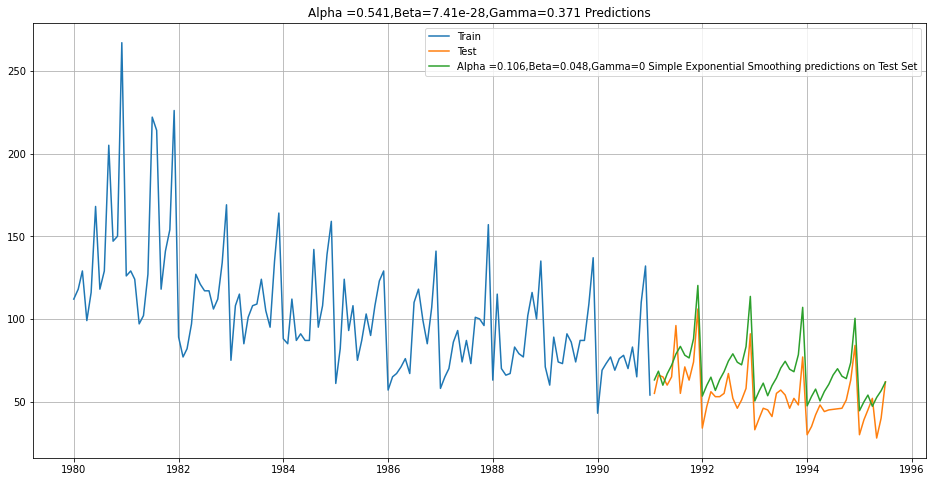 Alpha =0.541,Beta=7.41e-28,Gamma=0.371 Predictions
Train
Test
Alpha =0.106,Beta=0.048,Gamma=0 Simple Exponential Smoothing predictions on Test Set
250
200
150
100
50
1980 1982 1984 1986 1988 1990 1992 1994 1996